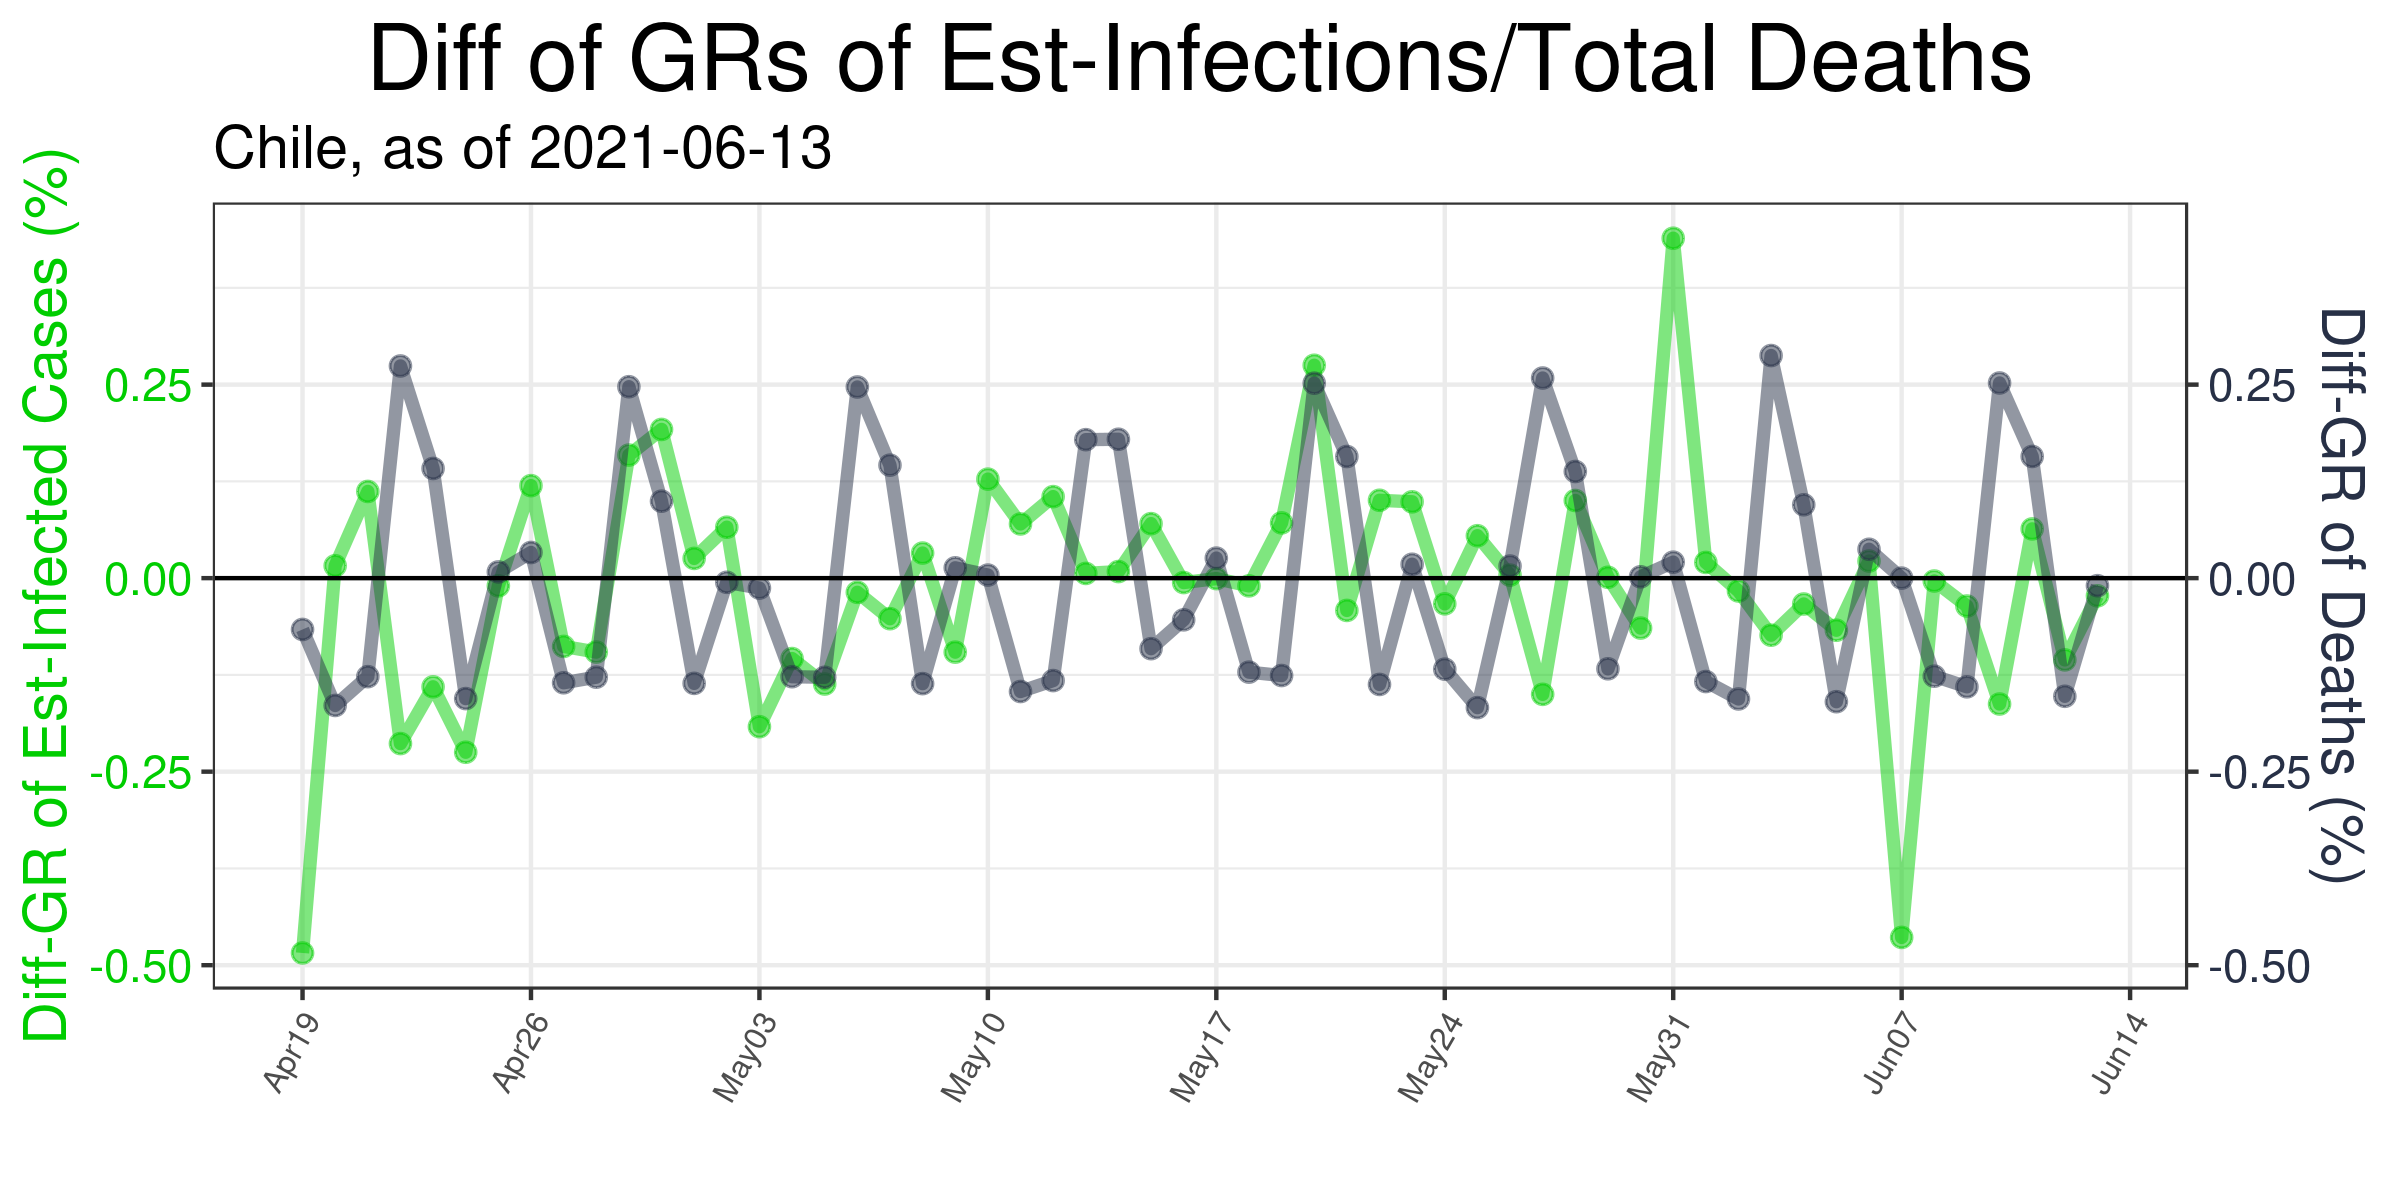 Diff of GRs of Est-Infections/Total Deaths
Chile, as of 2021-06-13
Diff-GR of Est-Infected Cases (%)
0.25
0.00
-0.25
-0.50
0.25
0.00
-0.25
-0.50
Diff-GR of Deaths (%)
Apr19
Apr26
May03
May10
May17
May24
May31
Jun07
Jun14